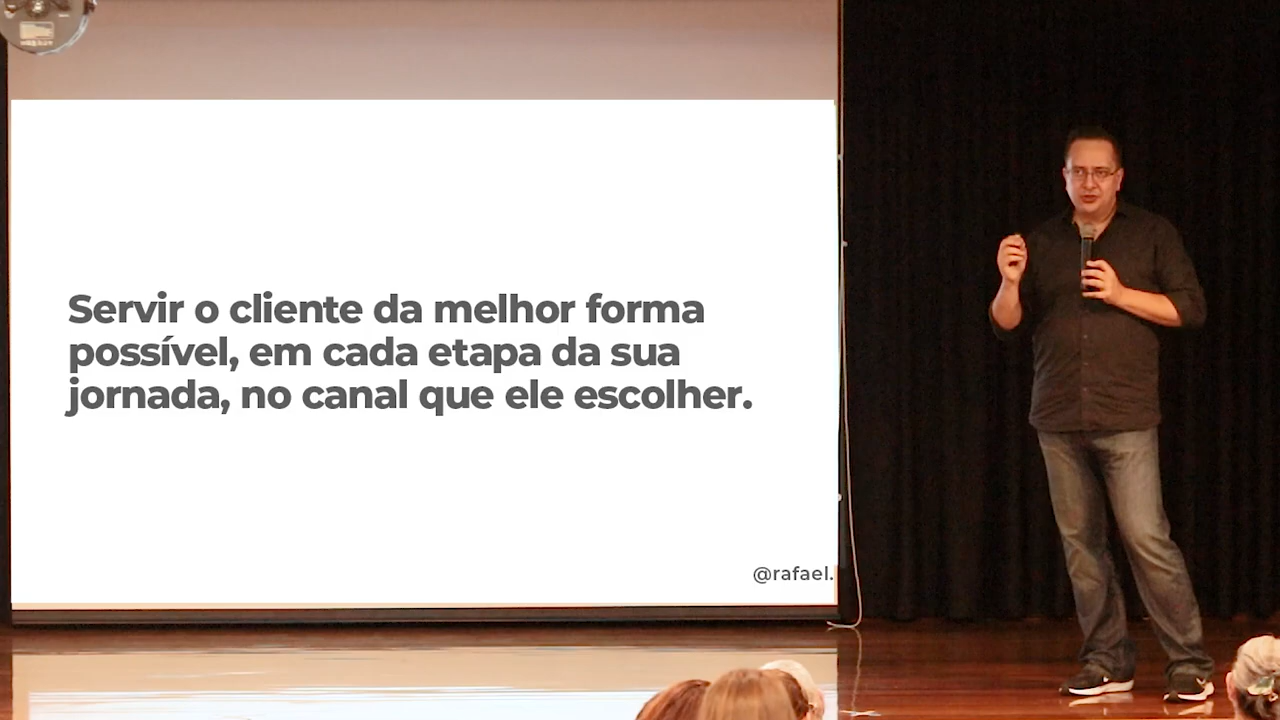 Servir o cliente da melhor forma
possível, em cada etapa da sua
jornada, no canal que ele escolher.
@rafael.